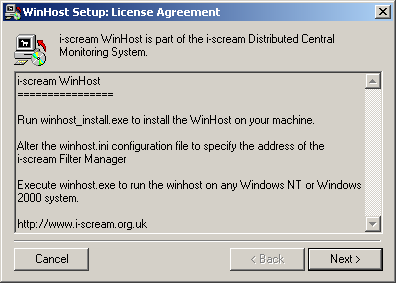 WinHost Setup: License Agreement
i-scream WinHost is part of the i-scream Distributed Central
Monitoring System.
i-scream WinHost
================
Run winhost_install.exe to install the WinHost on your machine.
Alter the winhost.ini configuration file to specify the address of the
i-scream Filter Manager
Execute winhost.exe to run the winhost on any Windows NT or Windows
2000 system.
http://www.i-scream.org.uk
Cancel
< Back
Next >